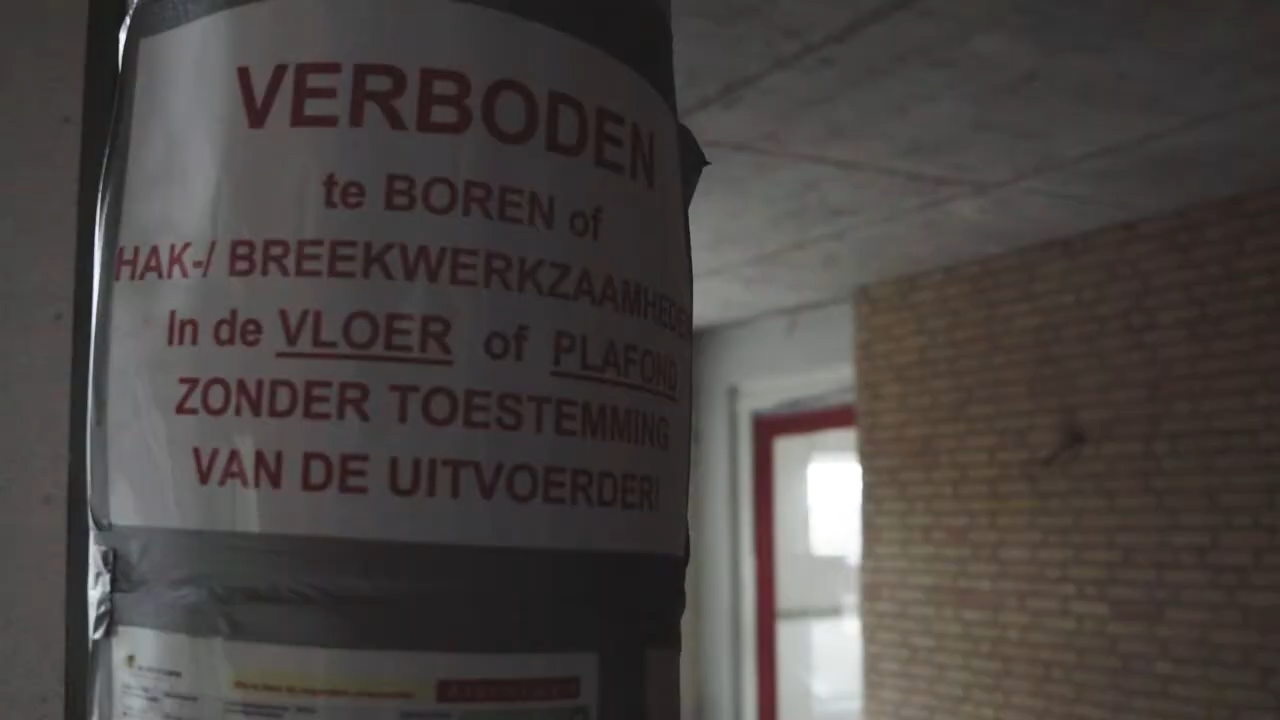 VERBODEN
te BOREN of
HAK-/ BREEKWERKZAAMHEDEN
In de VLOER of PLAFOND
ZONDER TOESTEMMING
VAN DE UITVOERDER!